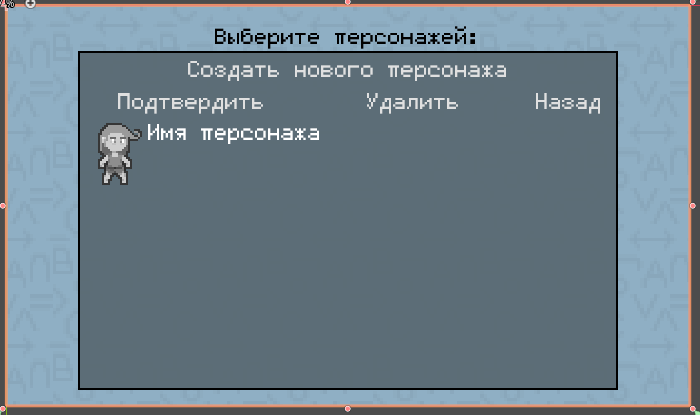 Выберите персонажей:
Создать нового персонажа
Подтвердить Удалить Назад
Имя персонажа